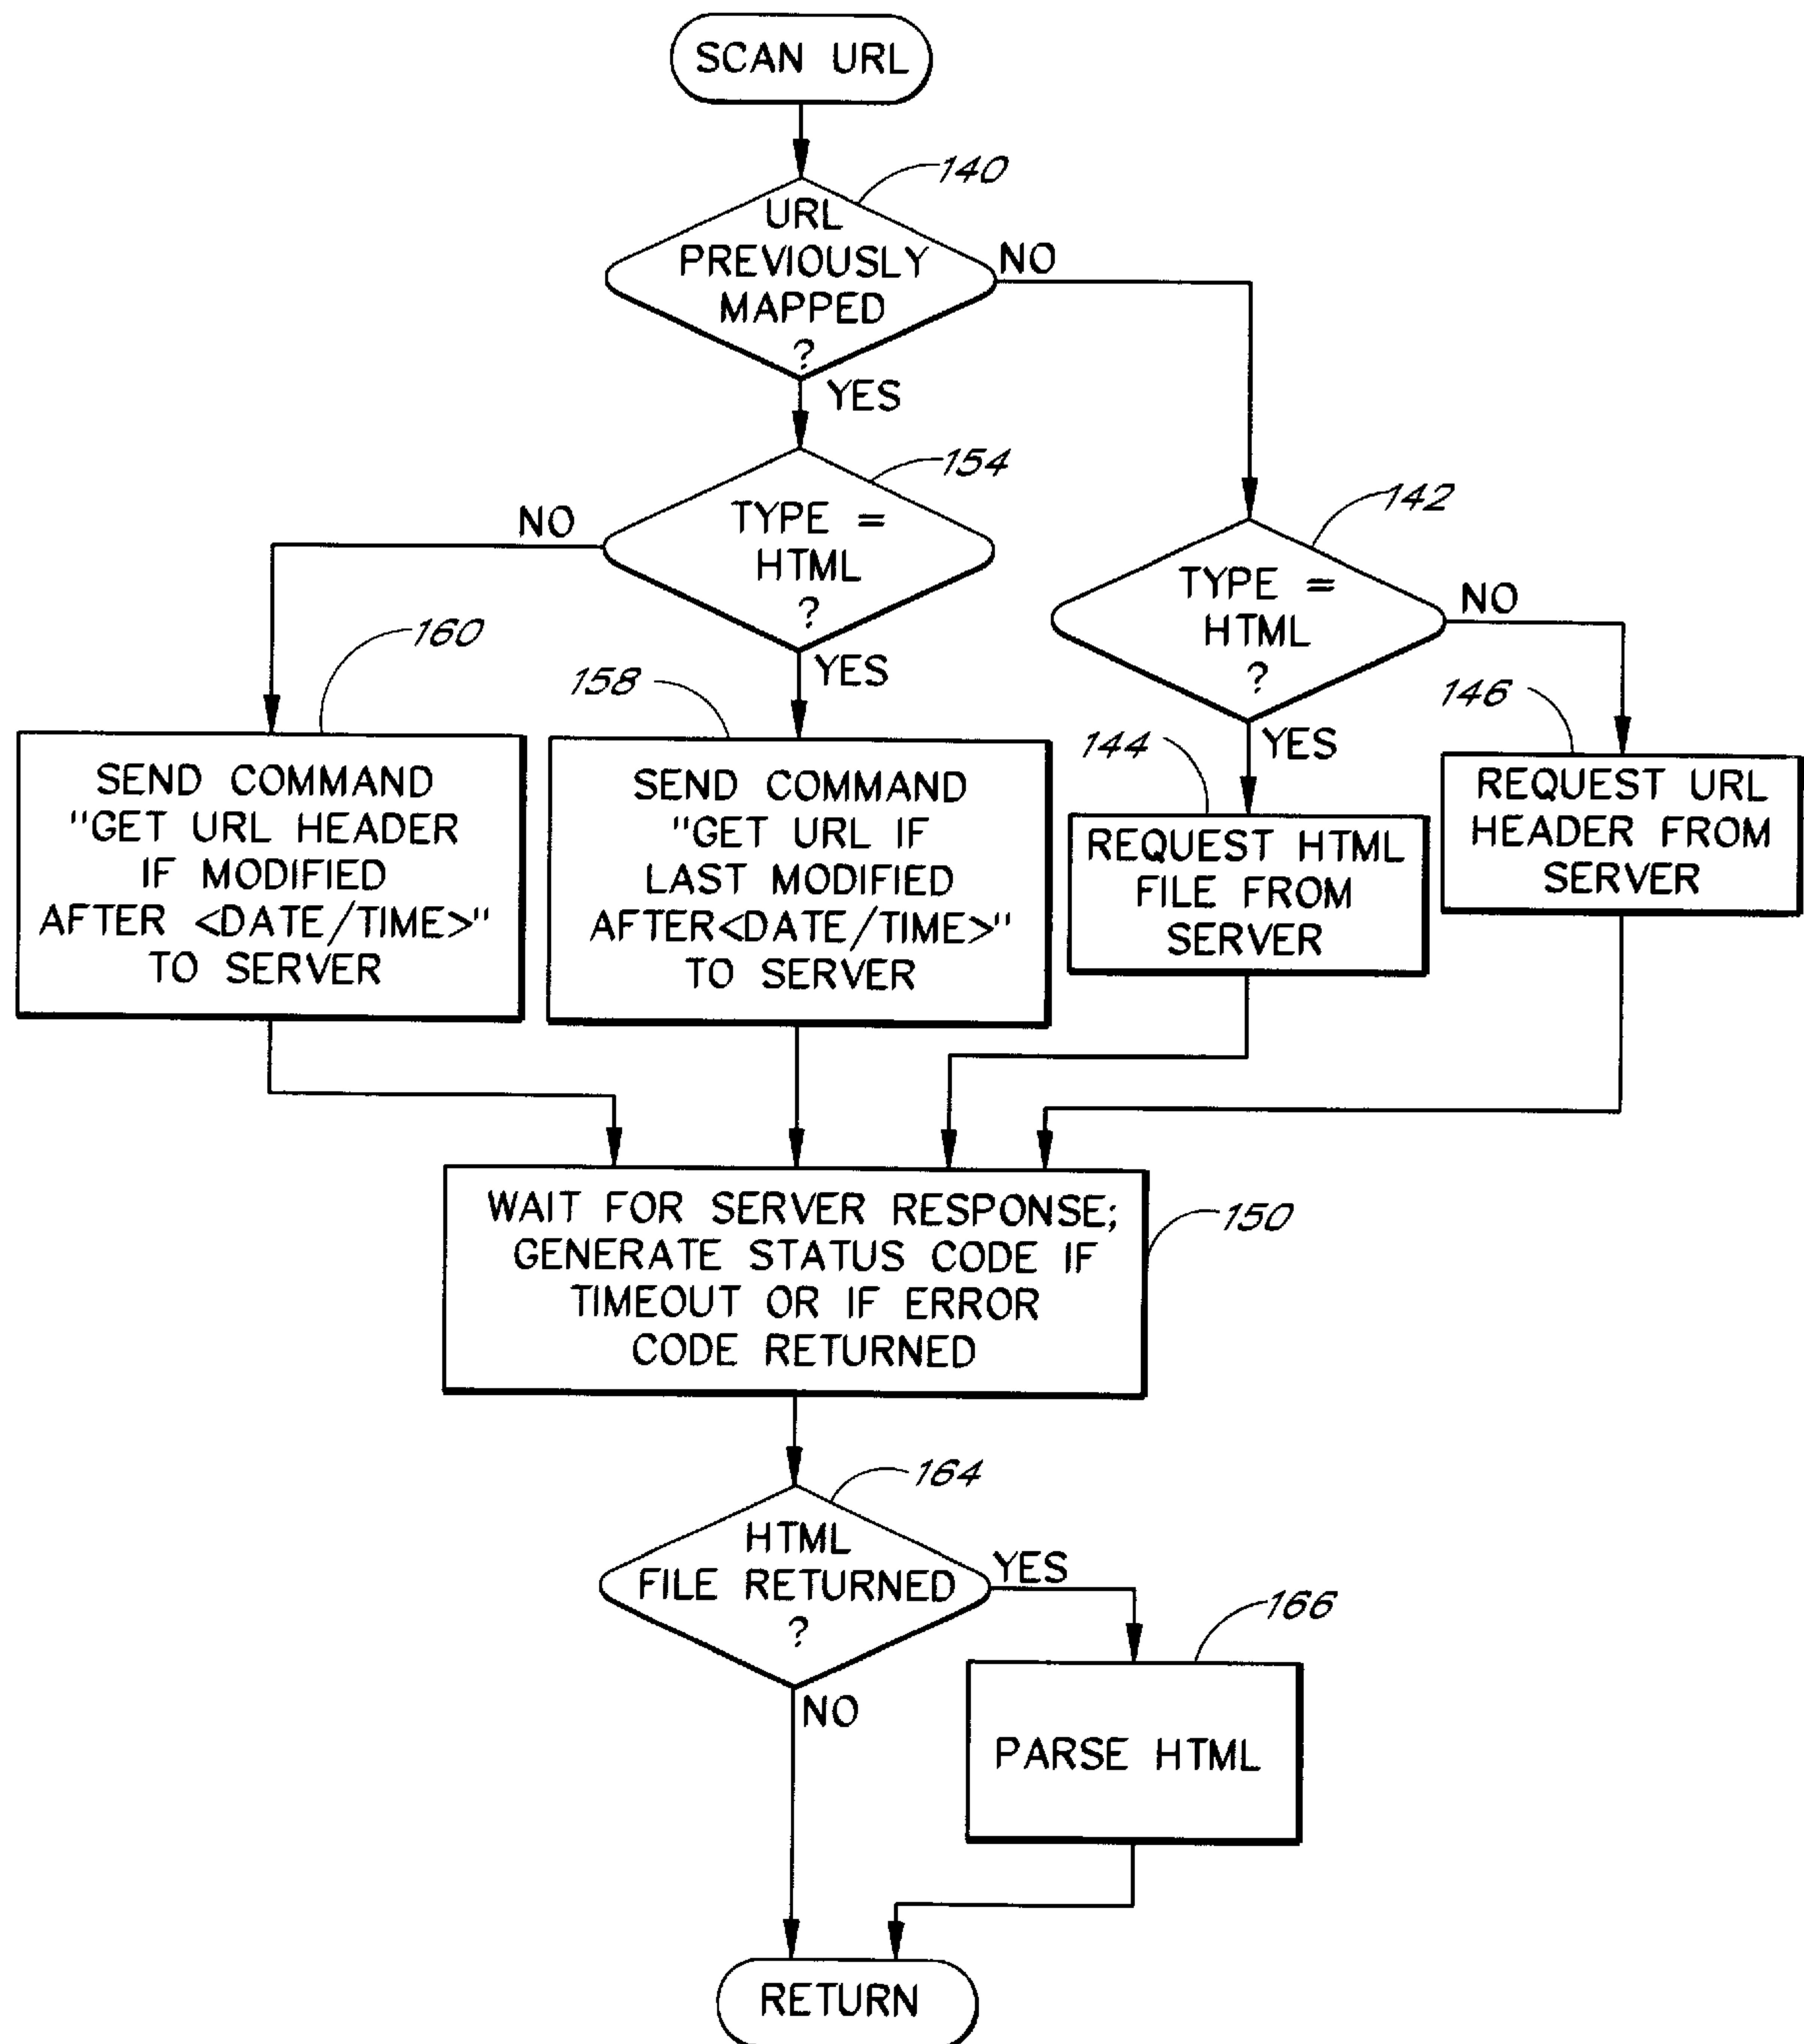 SCAN URL
140
URL
PREVIOUSLY
MAPPED
?
NO
YES
154
TYPE =
HTML
?
NO
YES
142
TYPE =
HTML
?
NO
YES
160
SEND COMMAND
"GET URL HEADER
IF MODIFIED
AFTER <DATE/TIME>"
TO SERVER
158
SEND COMMAND
"GET URL IF
LAST MODIFIED
AFTER<DATE/TIME>"
TO SERVER
144
REQUEST HTML
FILE FROM
SERVER
146
REQUEST URL
HEADER FROM
SERVER
WAIT FOR SERVER RESPONSE;
GENERATE STATUS CODE IF
TIMEOUT OR IF ERROR
CODE RETURNED
150
164
HTML
FILE RETURNED
?
YES
NO
166
PARSE HTML
RETURN